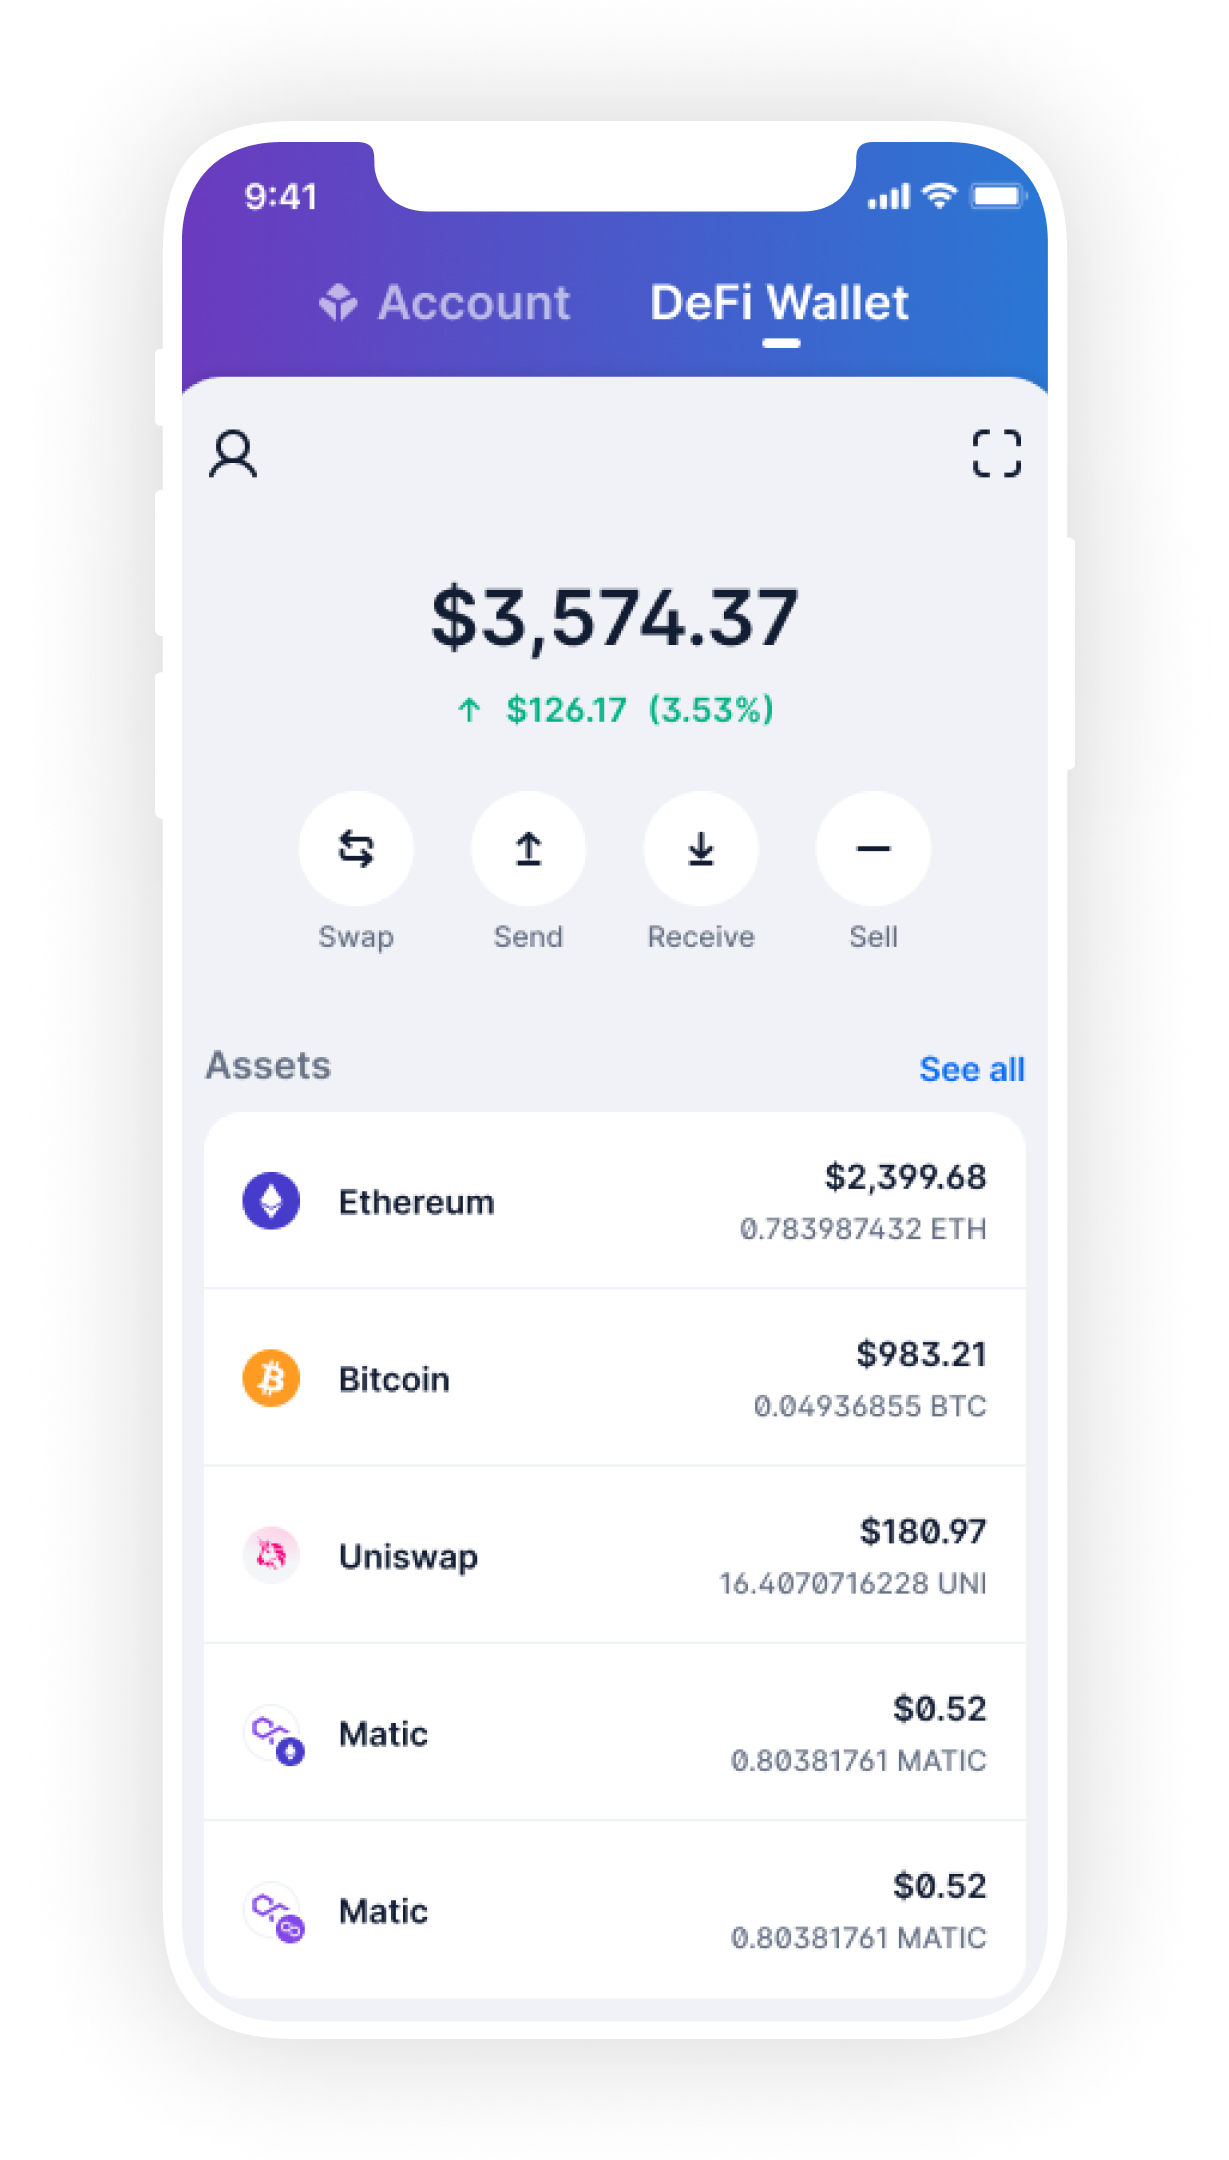 9:41
Account DeFi Wallet
$3,574.37
↑ $126.17 (3.53%)
Swap Send Receive Sell
Assets See all
Ethereum $2,399.68
0.783987432 ETH
Bitcoin $983.21
0.04936855 BTC
Uniswap $180.97
16.4070716228 UNI
Matic $0.52
0.80381761 MATIC
Matic $0.52
0.80381761 MATIC